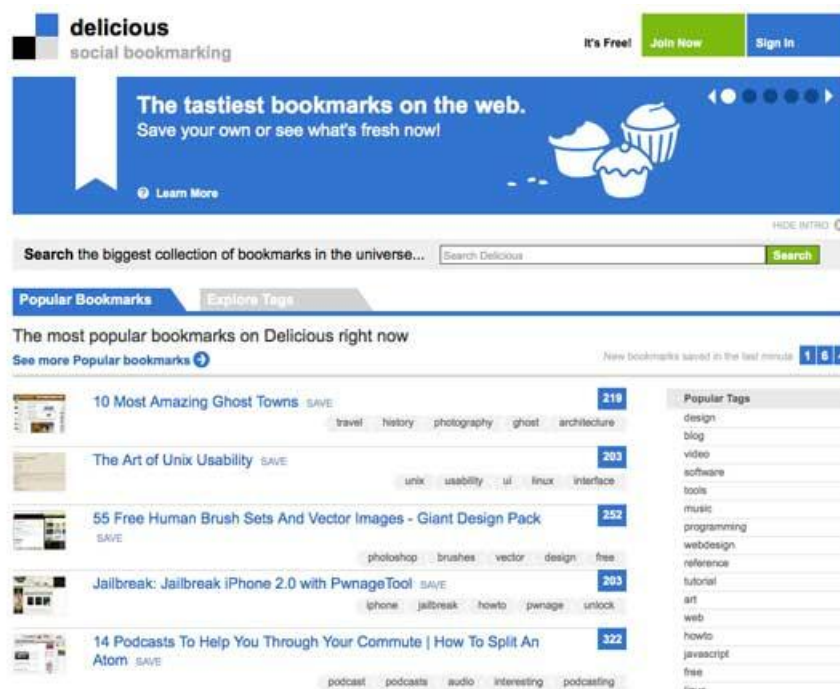 delicious
social bookmarking
It's Free!
Join Now
Sign In
The tastiest bookmarks on the web.
Save your own or see what's fresh now!
Learn More
HIDE INTRO
Search the biggest collection of bookmarks in the universe...
Search Delicious
Search
Popular Bookmarks
Explore Tags
The most popular bookmarks on Delicious right now
See more Popular bookmarks
New bookmarks saved in the last minute 1 6
10 Most Amazing Ghost Towns SAVE 219
travel history photography ghost architecture
The Art of Unix Usability SAVE 203
unix usability ui linux interface
55 Free Human Brush Sets And Vector Images - Giant Design Pack 252
SAVE
photoshop brushes vector design free
Jailbreak: Jailbreak iPhone 2.0 with PwnageTool SAVE 203
iphone jailbreak howto pwnage unlock
14 Podcasts To Help You Through Your Commute | How To Split An 322
Atom SAVE
podcast podcasts audio interesting podcasting
Popular Tags
design
blog
video
software
tools
music
programming
webdesign
reference
tutorial
art
web
howto
javascript
free